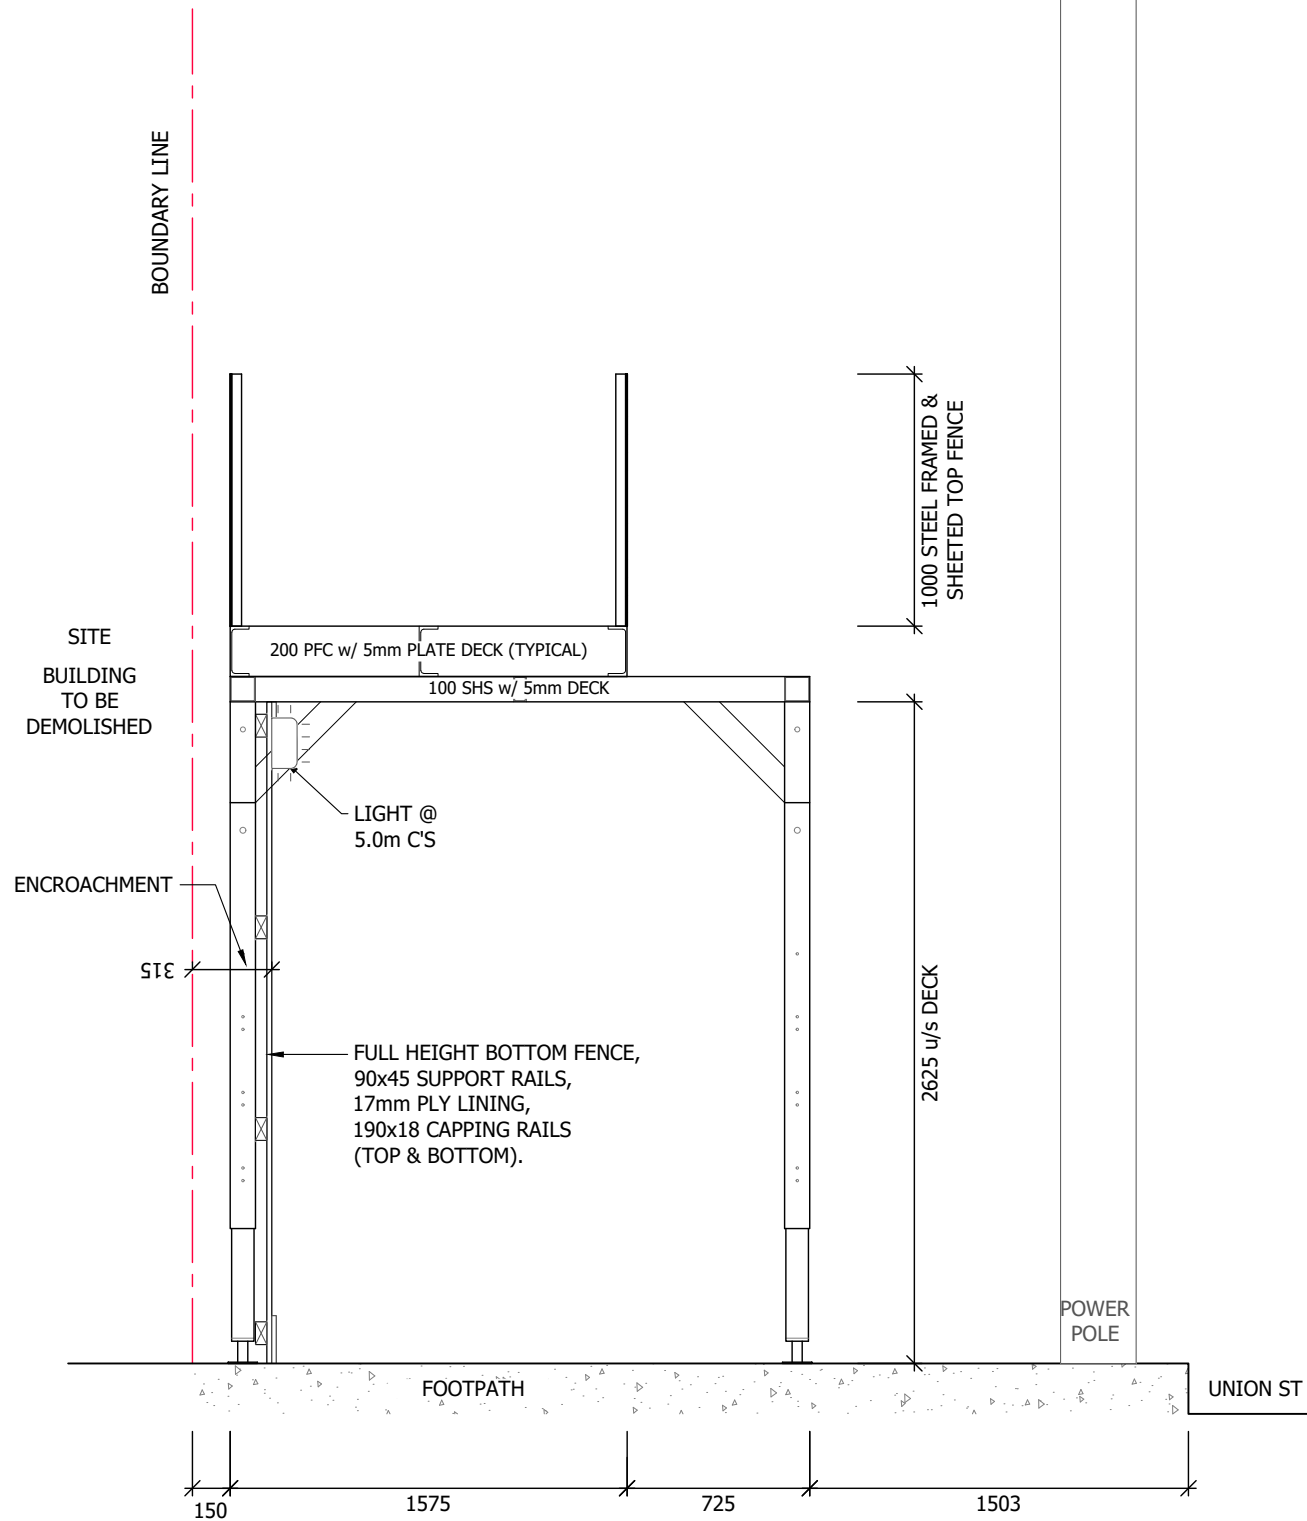 BOUNDARY LINE
1000 STEEL FRAMED &
SHEETED TOP FENCE
SITE
BUILDING
TO BE
DEMOLISHED
200 PFC w/ 5mm PLATE DECK (TYPICAL)
100 SHS w/ 5mm DECK
LIGHT @
5.0m C'S
ENCROACHMENT
315
2625 u/s DECK
FULL HEIGHT BOTTOM FENCE,
90x45 SUPPORT RAILS,
17mm PLY LINING,
190x18 CAPPING RAILS
(TOP & BOTTOM).
POWER
POLE
FOOTPATH
UNION ST
150
1575
725
1503